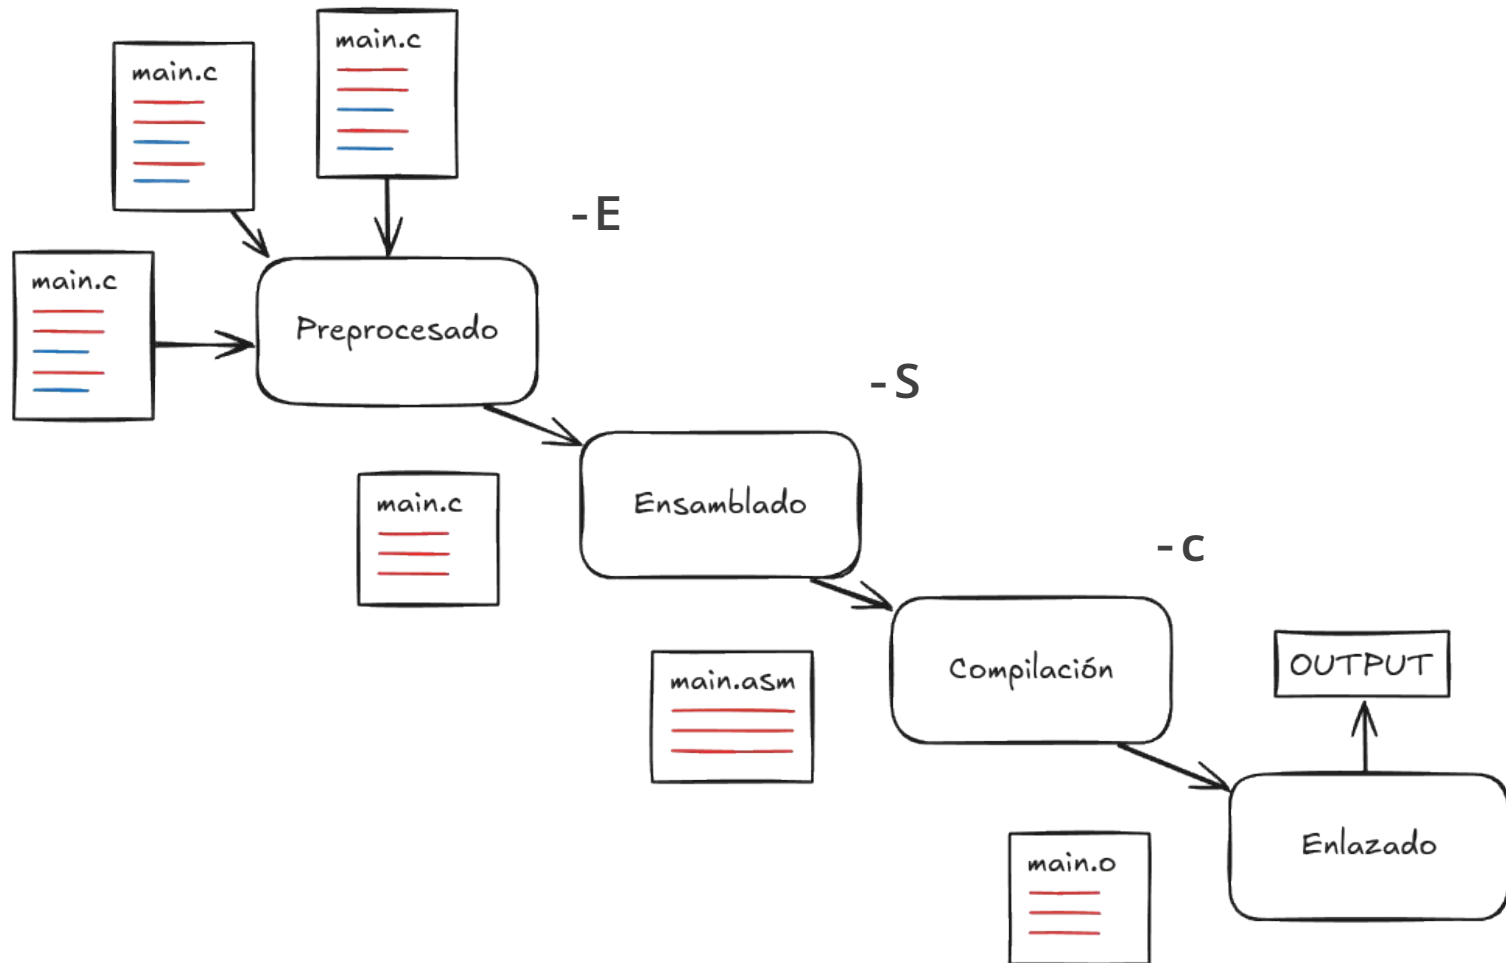 main.c
main.c
-E
main.c
Preprocesado
-S
main.c
Ensamblado
-c
main.asm
Compilación
OUTPUT
main.o
Enlazado